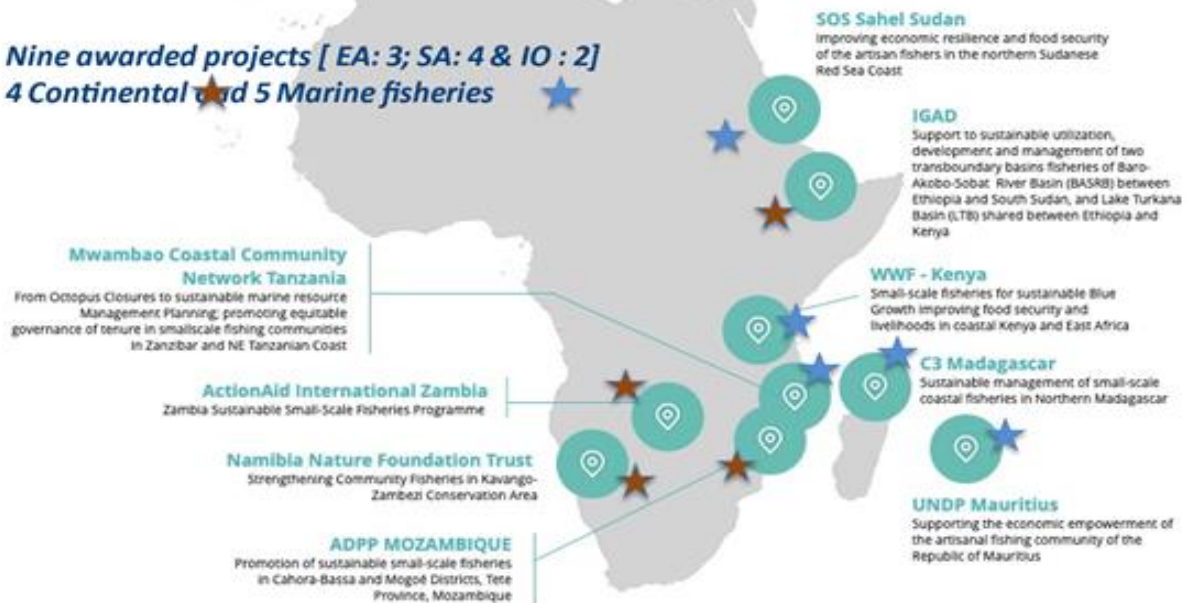 Nine awarded projects [ EA: 3; SA: 4 & IO : 2]
4 Continental and 5 Marine fisheries
SOS Sahel Sudan
Improving economic resilience and food security
of the artisan fishers in the northern Sudanese
Red Sea Coast
IGAD
Support to sustainable utilization,
development and management of two
transboundary basins fisheries of Baro-
Akobo-Sobat River Basin (BASRB) between
Ethiopia and South Sudan, and Lake Turkana
Basin (LTB) shared between Ethiopia and
Kenya
Mwambao Coastal Community
Network Tanzania
From Octopus Closures to sustainable marine resource
Management Planning; promoting equitable
governance of tenure in smallscale fishing communities
in Zanzibar and NE Tanzanian Coast
WWF - Kenya
Small-scale fisheries for sustainable Blue
Growth improving food security and
livelihoods in coastal Kenya and East Africa
C3 Madagascar
Sustainable management of small-scale
coastal fisheries in Northern Madagascar
ActionAid International Zambia
Zambia Sustainable Small-Scale Fisheries Programme
Namibia Nature Foundation Trust
Strengthening Community Fisheries in Kavango-
Zambezi Conservation Area
UNDP Mauritius
Supporting the economic empowerment of
the artisanal fishing community of the
Republic of Mauritius
ADPP MOZAMBIQUE
Promotion of sustainable small-scale fisheries
in Cahora-Bassa and Mogoé Districts, Tete
Province, Mozambique